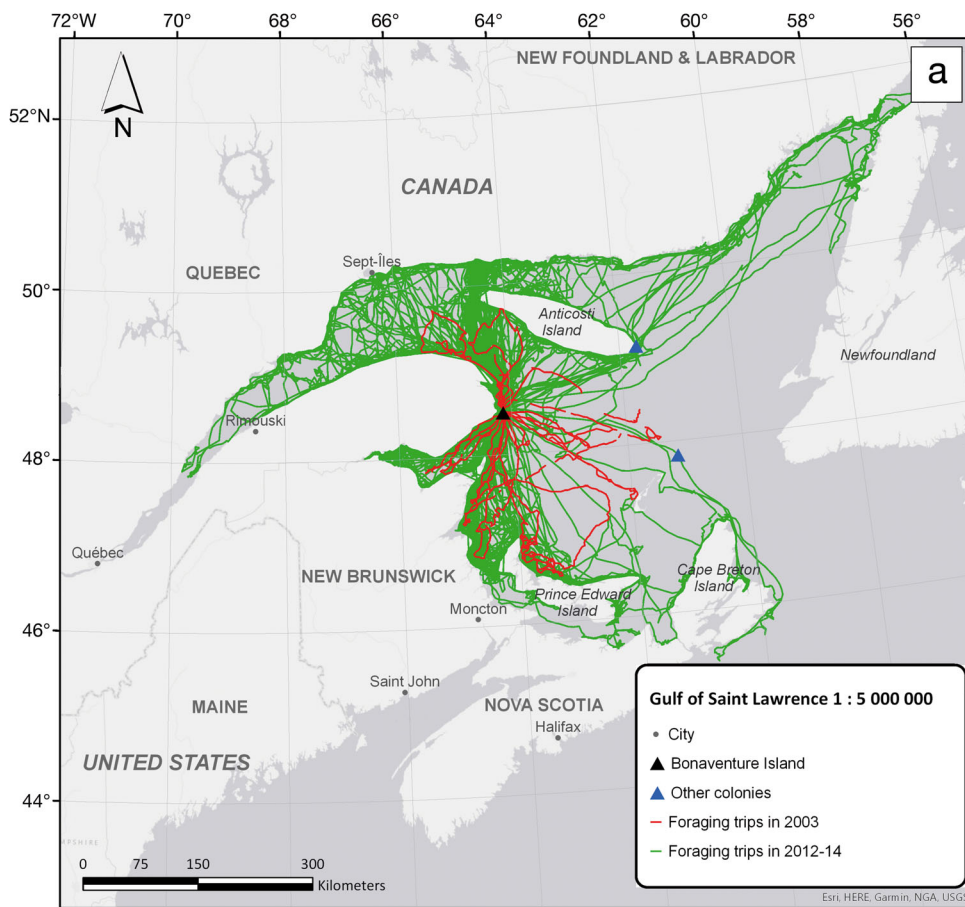 72°W 70° 68° 66° 64° 62° 60° 58° 56°
NEW FOUNDLAND & LABRADOR
a
N
52°N
CANADA
QUEBEC
Sept-Îles
50°
Anticosti
Island
Newfoundland
Rimouski
48°
Québec
NEW BRUNSWICK
Cape Breton
Island
Prince Edward
Island
Moncton
46°
Saint John
MAINE
NOVA SCOTIA
Halifax
UNITED STATES
44°
Gulf of Saint Lawrence 1 : 5 000 000
City
Bonaventure Island
Other colonies
Foraging trips in 2003
Foraging trips in 2012-14
0 75 150 300
Kilometers
Esri, HERE, Garmin, NGA, USGS